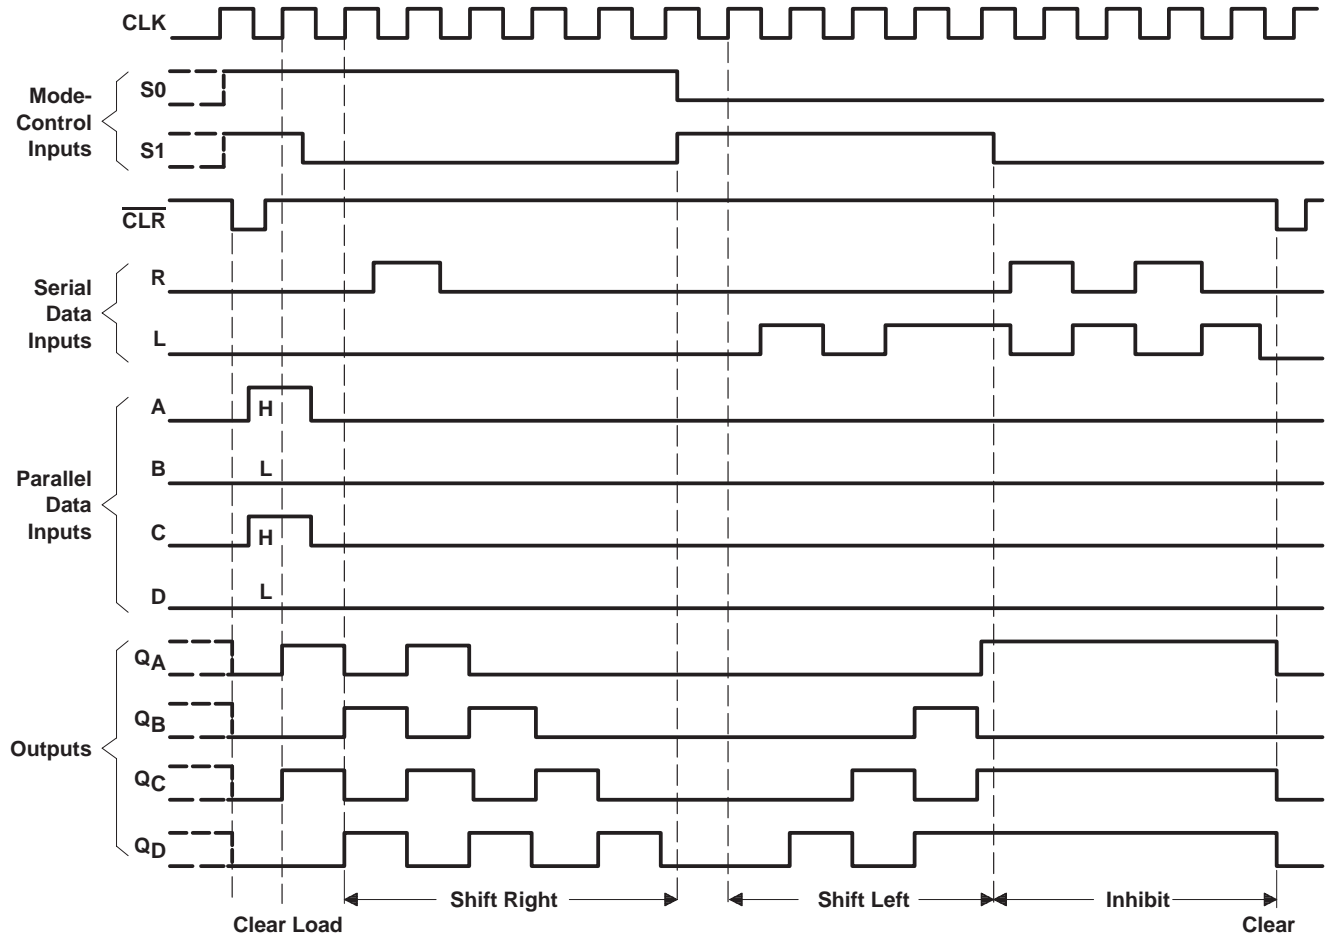 CLK
Mode-
Control
Inputs
S0
S1
CLR
Serial
Data
Inputs
R
L
Parallel
Data
Inputs
A
H
B
L
C
H
D
L
Outputs
QA
QB
QC
QD
Shift Right
Shift Left
Inhibit
Clear Load
Clear